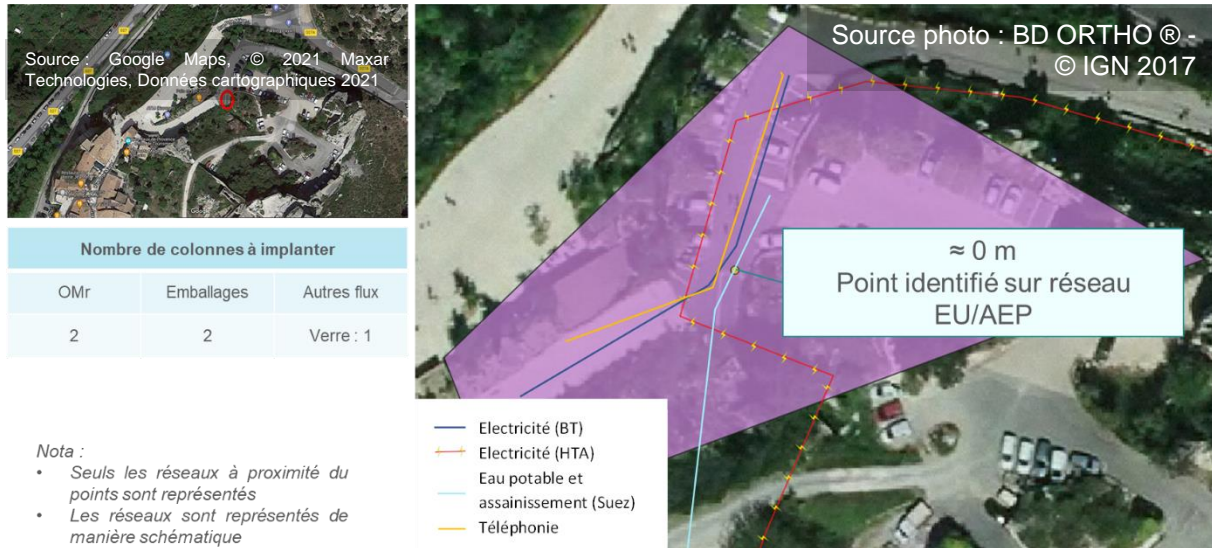 Source : Google Maps, © 2021 Maxar
Technologies, Données cartographiques 2021
Nombre de colonnes à implanter
OMr Emballages Autres flux
2 2 Verre : 1
Nota :
• Seuls les réseaux à proximité du
points sont représentés
• Les réseaux sont représentés de
manière schématique
Source photo : BD ORTHO ® -
© IGN 2017
≈ 0 m
Point identifié sur réseau
EU/AEP
Electricité (BT)
Electricité (HTA)
Eau potable et
assainissement (Suez)
Téléphonie